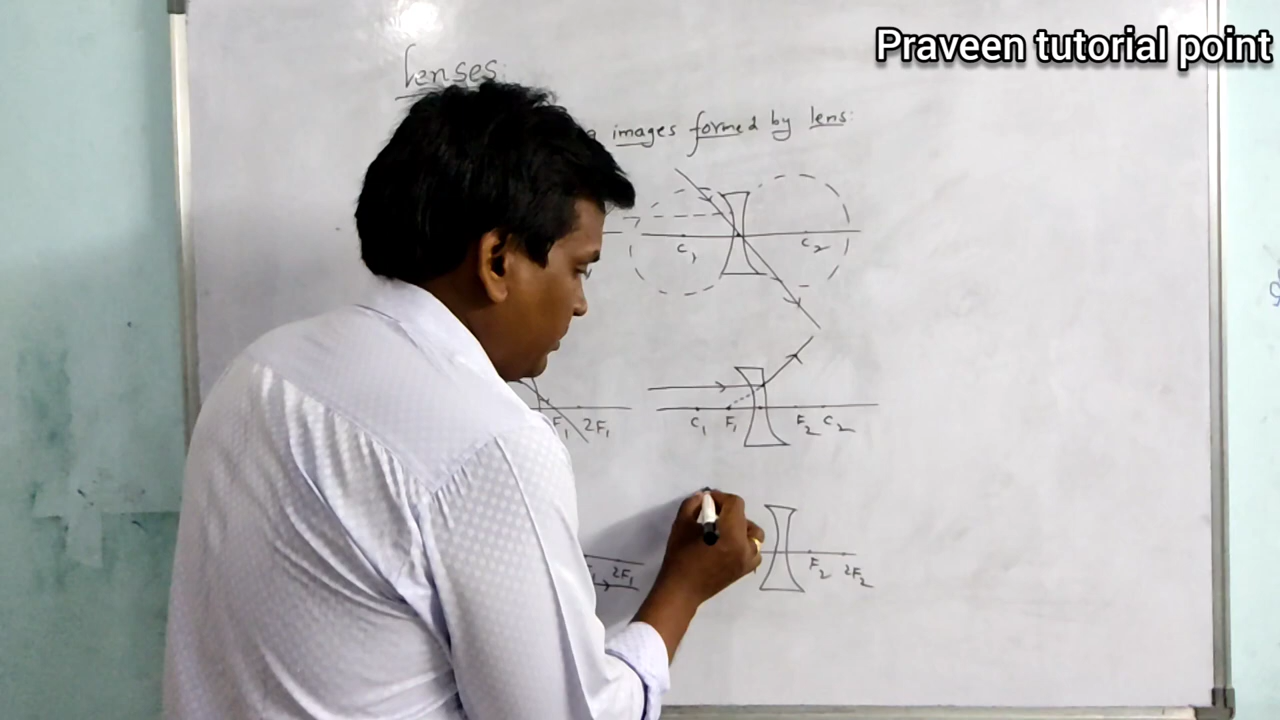 Praveen tutorial point
Lenses:
images formed by lens:
C₁ C₂
F₁ 2F₁ C₁ F₁ F₂ C₂
2F₁ F₂ 2F₂